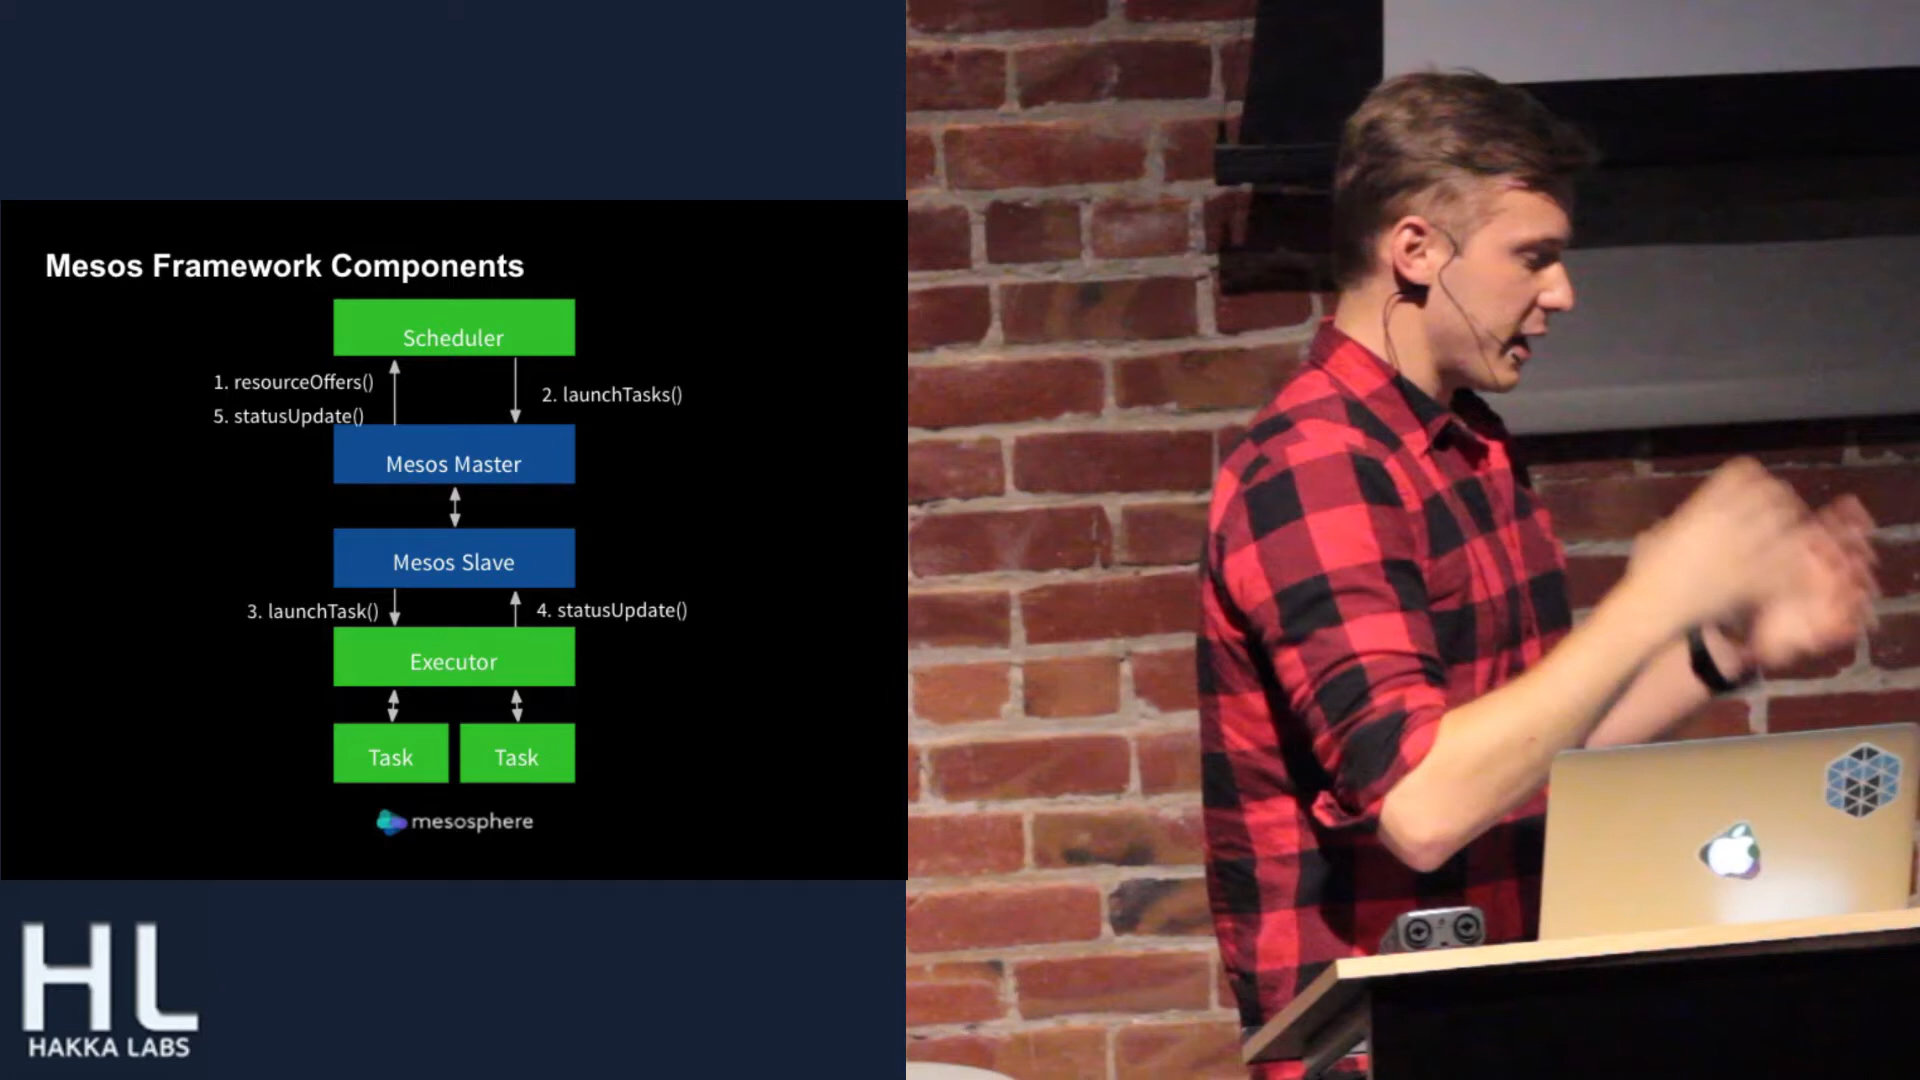 Mesos Framework Components
Scheduler
1. resourceOffers()
2. launchTasks()
5. statusUpdate()
Mesos Master
Mesos Slave
3. launchTask()
4. statusUpdate()
Executor
Task
Task
mesosphere
HL
HAKKA LABS